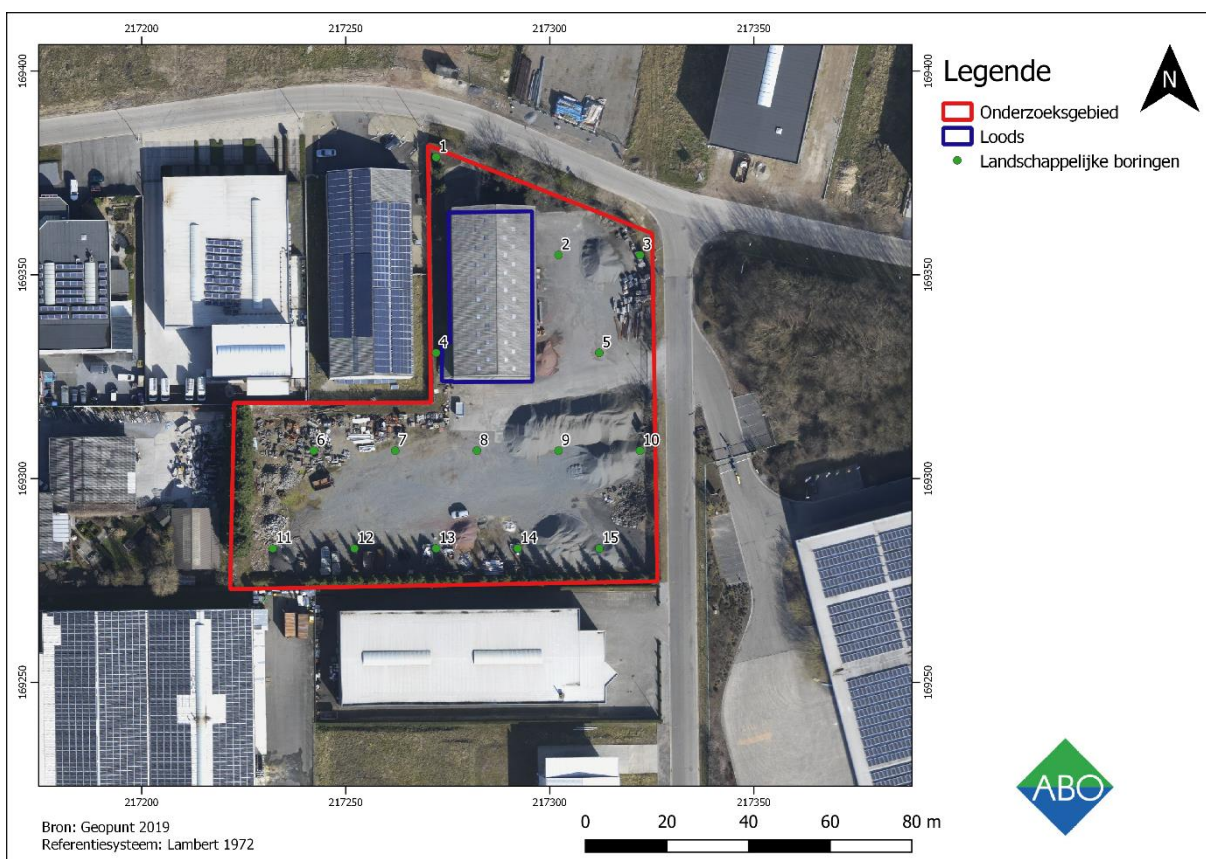 217200 217250 217300 217350
169400 169400
169350 169350
169300 169300
169250 169250
217200 217250 217300 217350
1
2
3
4
5
6
7
8
9
10
11
12
13
14
15
Legende
N
Onderzoeksgebied
Loods
Landschappelijke boringen
ABO
Bron: Geopunt 2019
Referentiesysteem: Lambert 1972
0 20 40 60 80 m